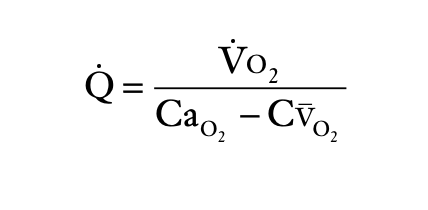 Q̇ = V̇O₂ / (CaO₂ − Cv̄O₂)